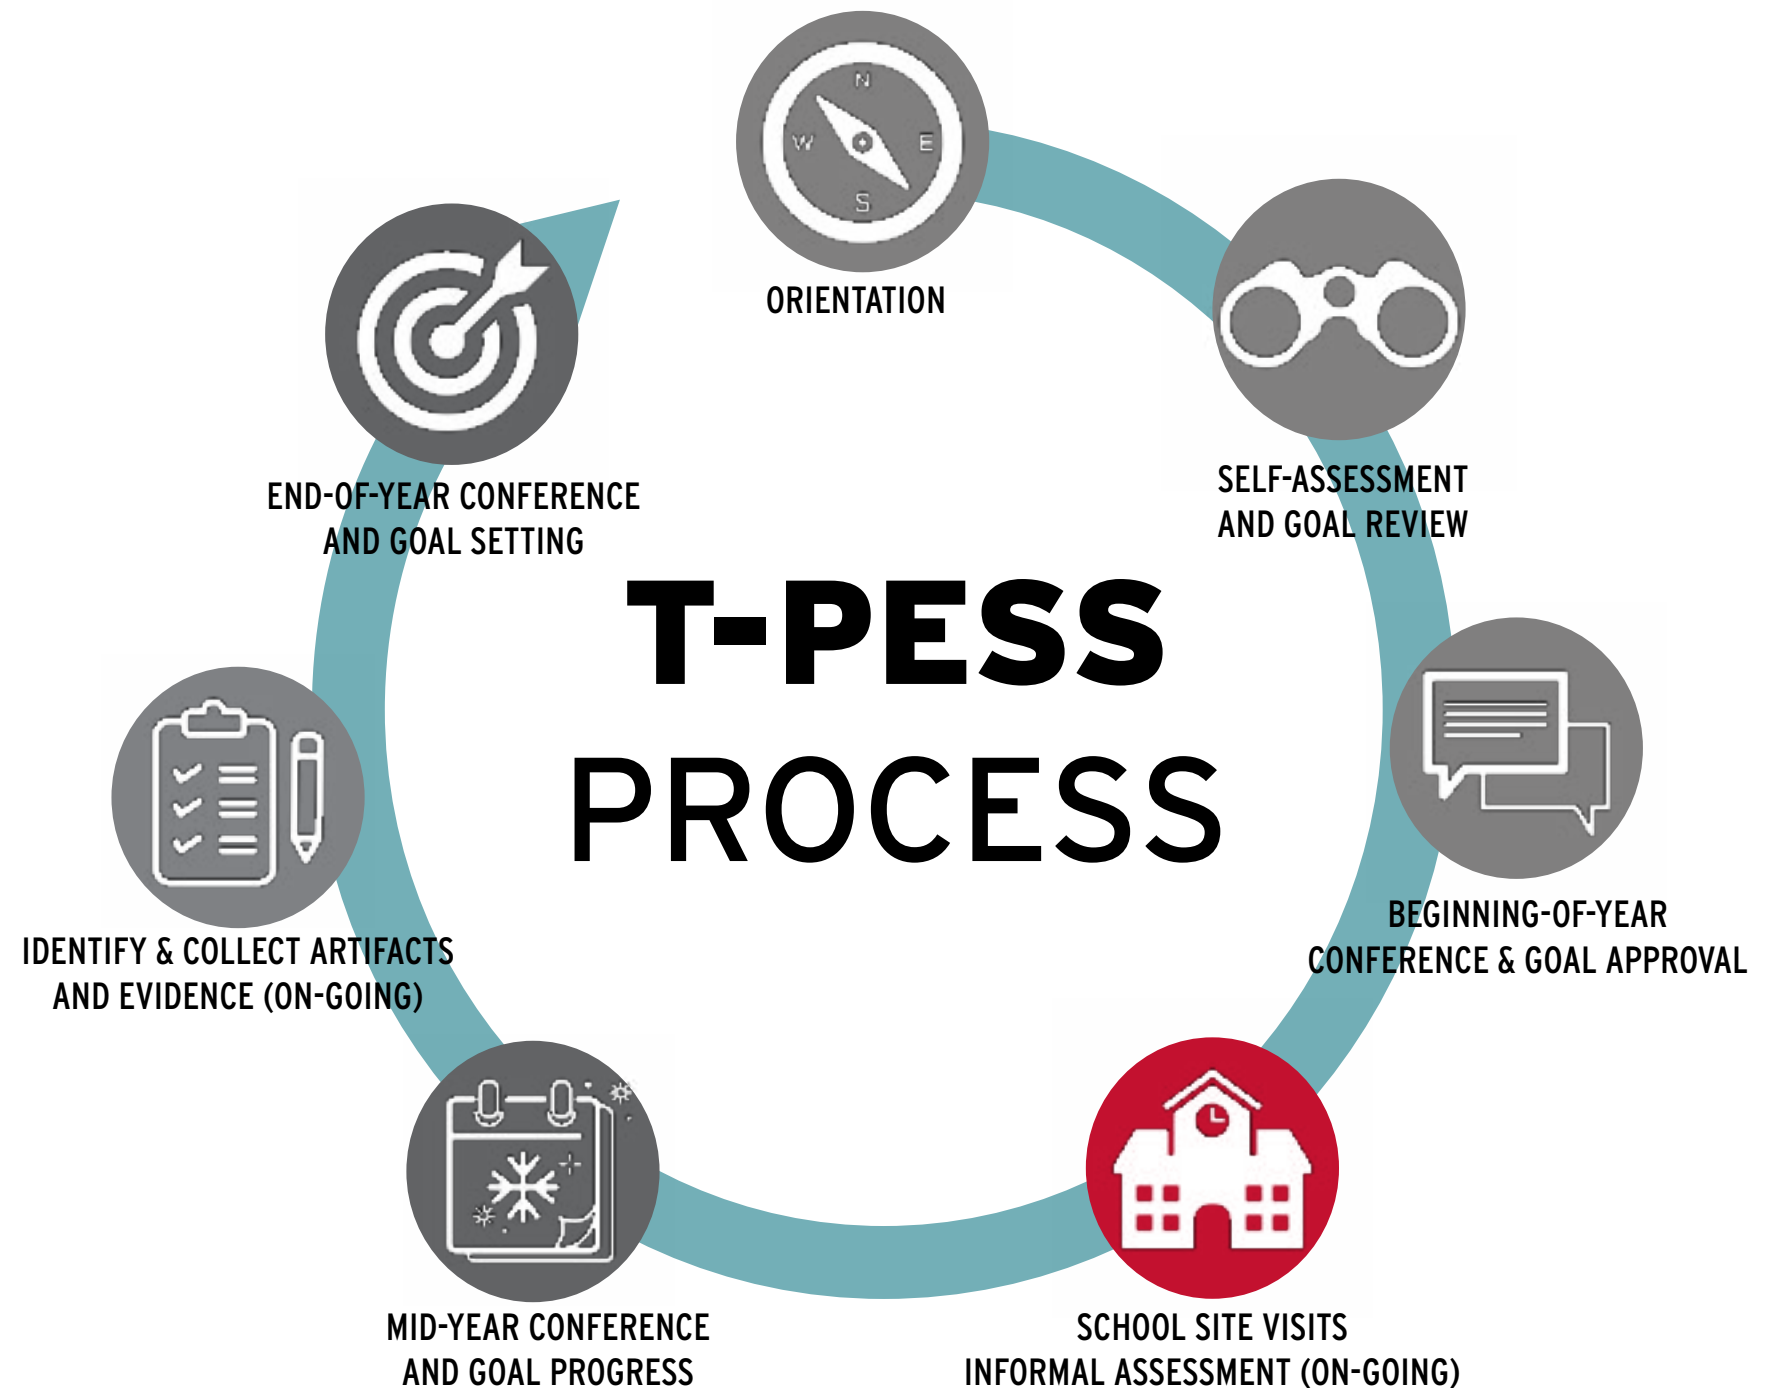 N
W
E
S
ORIENTATION
SELF-ASSESSMENT
AND GOAL REVIEW
BEGINNING-OF-YEAR
CONFERENCE & GOAL APPROVAL
SCHOOL SITE VISITS
INFORMAL ASSESSMENT (ON-GOING)
MID-YEAR CONFERENCE
AND GOAL PROGRESS
IDENTIFY & COLLECT ARTIFACTS
AND EVIDENCE (ON-GOING)
END-OF-YEAR CONFERENCE
AND GOAL SETTING
T-PESS
PROCESS